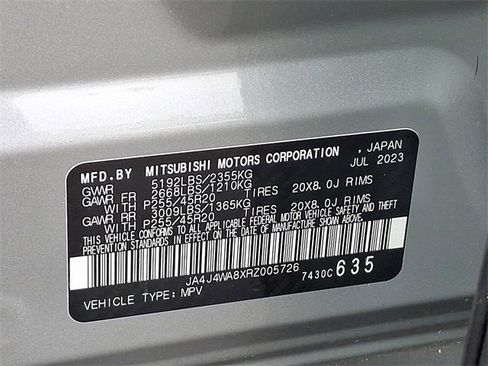 MFD.BY MITSUBISHI MOTORS CORPORATION , JAPAN
GVWR 5192LBS/2355KG JUL 2023
GAWR FR 2668LBS/1210KG
WITH P255/45R20 TIRES 20X8.0J RIMS
GAWR RR 3009LBS/1365KG
WITH P255/45R20 TIRES 20X8.0J RIMS
THIS VEHICLE CONFORMS TO ALL APPLICABLE FEDERAL MOTOR VEHICLE SAFETY AND THEFT
PREVENTION STANDARDS IN EFFECT ON THE DATE OF MANUFACTURE SHOWN ABOVE.
JA4J4WA8XRZ005726
VEHICLE TYPE: MPV 7430C 635